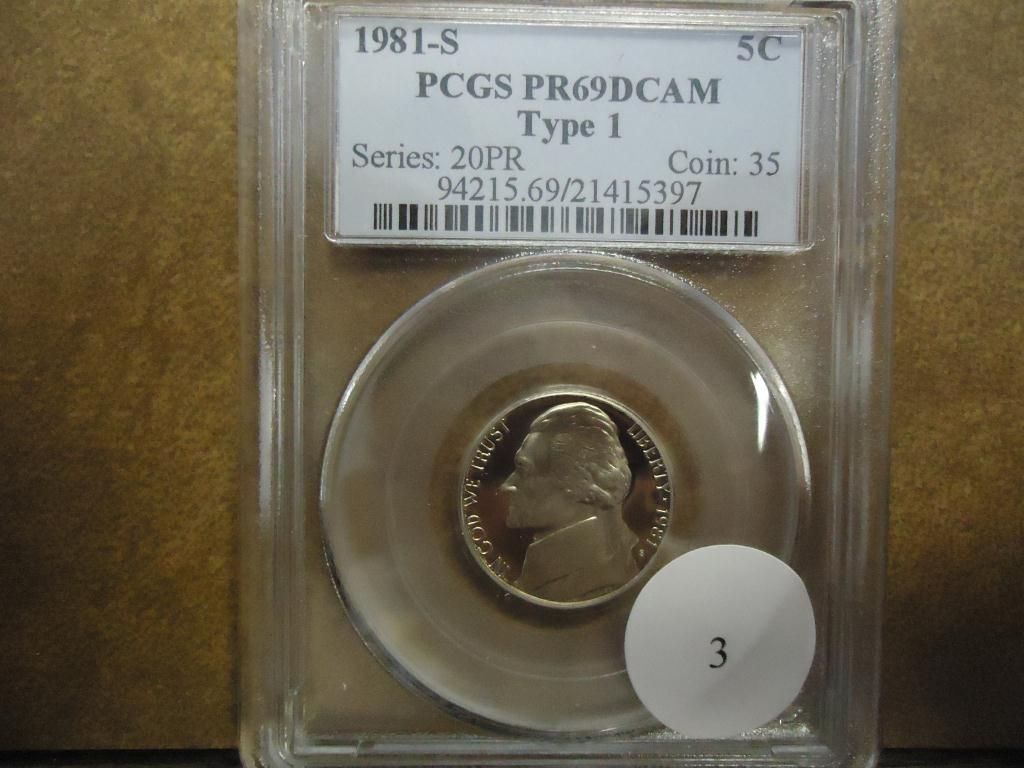 1981-S 5C
PCGS PR69DCAM
Type 1
Series: 20PR Coin: 35
94215.69/21415397
IN GOD WE TRUST
LIBERTY 1981
3